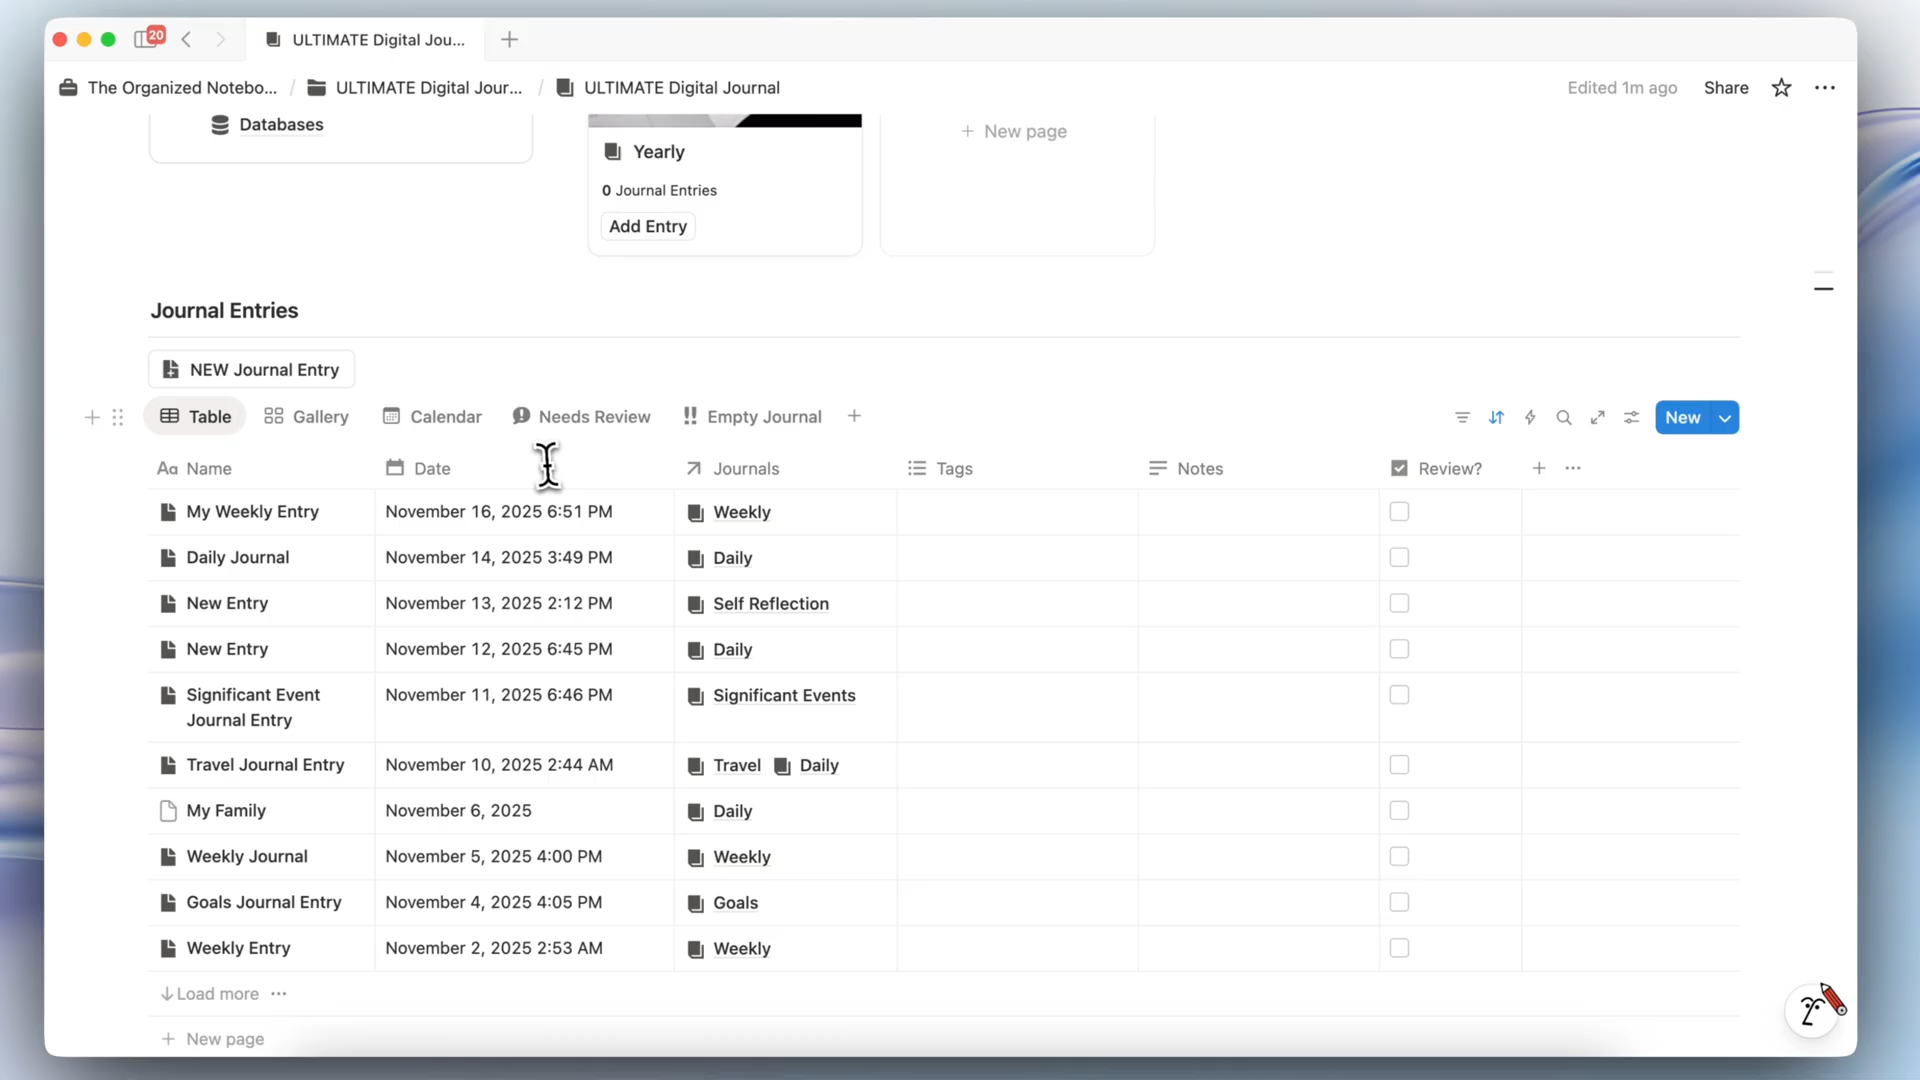 20
ULTIMATE Digital Jou...
The Organized Notebo... / ULTIMATE Digital Jour... / ULTIMATE Digital Journal
Edited 1m ago Share
Databases
Yearly
0 Journal Entries
Add Entry
New page
Journal Entries
NEW Journal Entry
Table Gallery Calendar Needs Review Empty Journal
New
Aa Name Date Journals Tags Notes Review?
My Weekly Entry November 16, 2025 6:51 PM Weekly
Daily Journal November 14, 2025 3:49 PM Daily
New Entry November 13, 2025 2:12 PM Self Reflection
New Entry November 12, 2025 6:45 PM Daily
Significant Event November 11, 2025 6:46 PM Significant Events
Journal Entry
Travel Journal Entry November 10, 2025 2:44 AM Travel Daily
My Family November 6, 2025 Daily
Weekly Journal November 5, 2025 4:00 PM Weekly
Goals Journal Entry November 4, 2025 4:05 PM Goals
Weekly Entry November 2, 2025 2:53 AM Weekly
Load more
New page